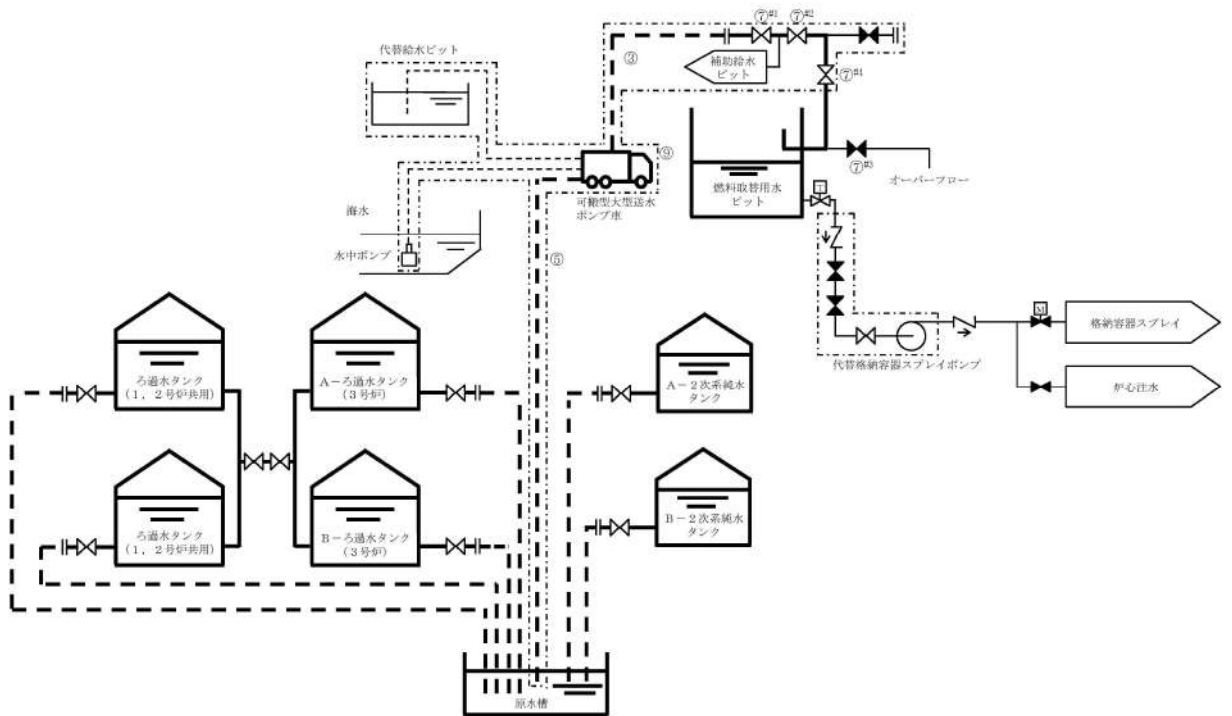 ⑦#1
⑦#2
代替給水ピット
③
補助給水
ピット
⑦#1
⑨
オーバーフロー
⑦#3
燃料取替用水
ピット
可搬型大型送水
ポンプ車
海水
水中ポンプ
⑤
M
格納容器スプレイ
代替格納容器スプレイポンプ
炉心注水
ろ過水タンク
(1,2号炉共用)
A-ろ過水タンク
(3号炉)
A-2次系純水
タンク
ろ過水タンク
(1,2号炉共用)
B-ろ過水タンク
(3号炉)
B-2次系純水
タンク
原水槽